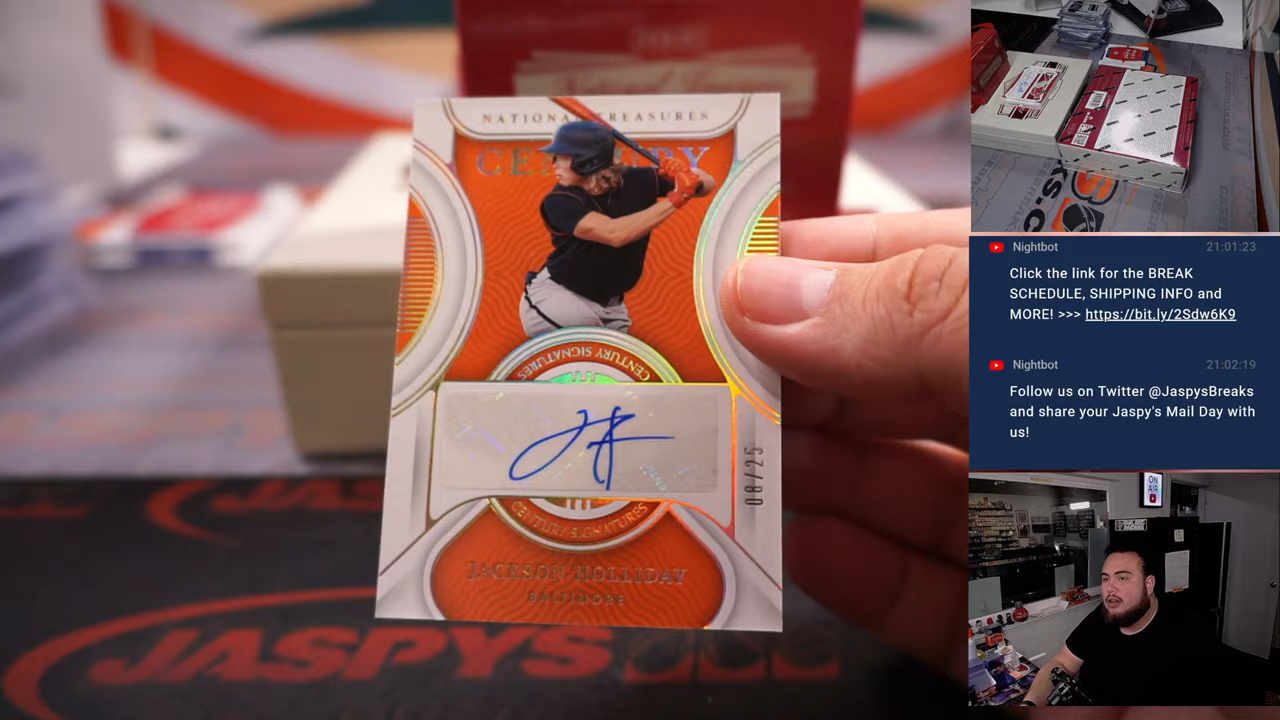 NATIONAL TREASURES
CENTURY
CENTURY SIGNATURES
08/25
CENTURY SIGNATURES
JACKSON HOLLIDAY
BALTIMORE
JASPYS
Nightbot 21:01:23
Click the link for the BREAK
SCHEDULE, SHIPPING INFO and
MORE! >>> https://bit.ly/2Sdw6K9
Nightbot 21:02:19
Follow us on Twitter @JaspysBreaks
and share your Jaspy's Mail Day with
us!
ON
AIR